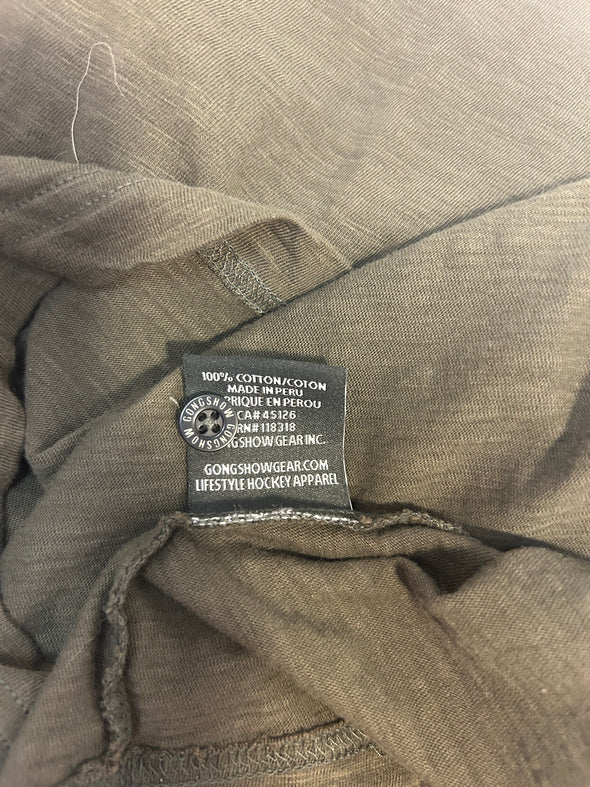 100% COTTON/COTON
MADE IN PERU
RIQUE EN PEROU
CA# 45126
RN# 118318
GSHOW GEAR INC.
GONGSHOWGEAR.COM
LIFESTYLE HOCKEY APPAREL
GONGSHOW
GONGSHOW